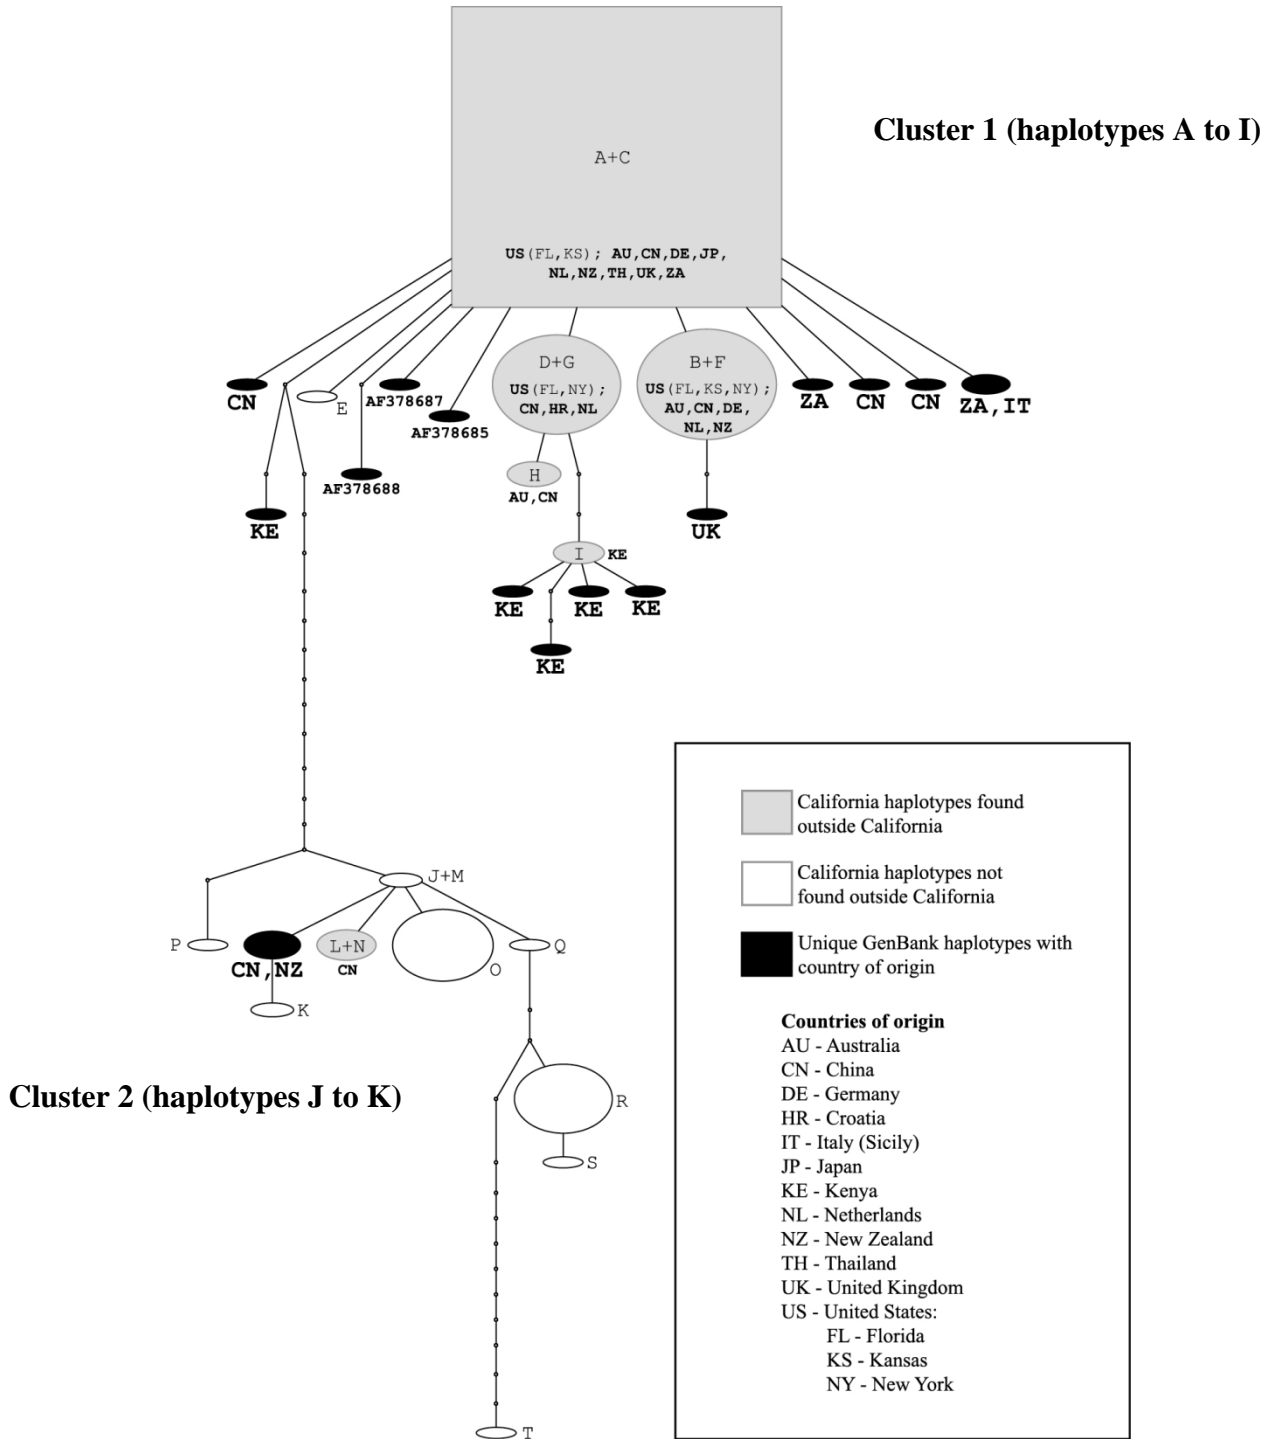 A+C
Cluster 1 (haplotypes A to I)
US(FL,KS); AU,CN,DE,JP,
NL,NZ,TH,UK,ZA
CN
E
AF378687
AF378685
AF378688
KE
D+G
US(FL,NY);
CN,HR,NL
H
AU,CN
I
KE
KE
KE
KE
KE
B+F
US(FL,KS,NY);
AU,CN,DE,
NL,NZ
UK
ZA
CN
CN
ZA,IT
J+M
P
CN,NZ
K
L+N
CN
O
Q
R
S
T
Cluster 2 (haplotypes J to K)
California haplotypes found
outside California
California haplotypes not
found outside California
Unique GenBank haplotypes with
country of origin
Countries of origin
AU - Australia
CN - China
DE - Germany
HR - Croatia
IT - Italy (Sicily)
JP - Japan
KE - Kenya
NL - Netherlands
NZ - New Zealand
TH - Thailand
UK - United Kingdom
US - United States:
FL - Florida
KS - Kansas
NY - New York